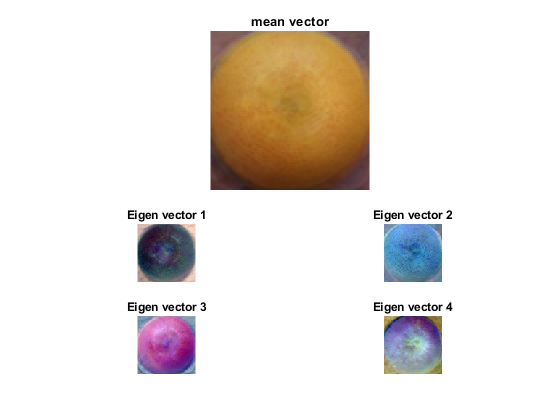 mean vector
Eigen vector 1
Eigen vector 2
Eigen vector 3
Eigen vector 4